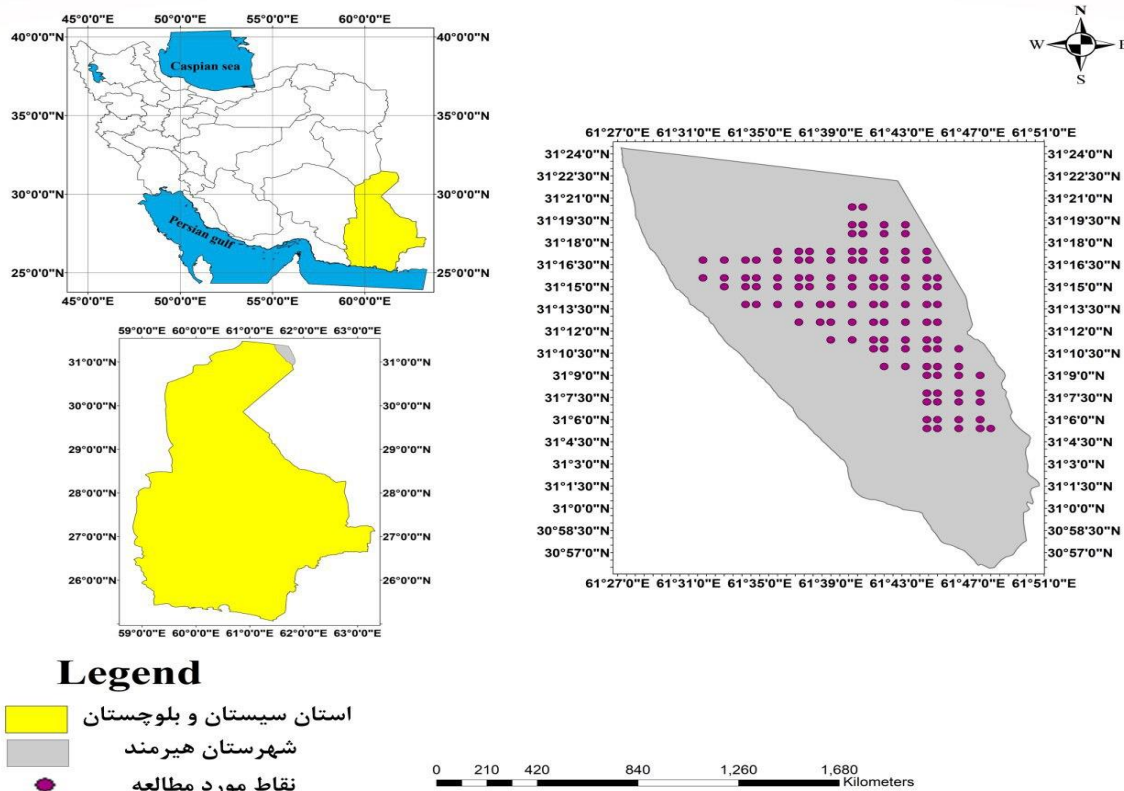 45°0'0"E 50°0'0"E 55°0'0"E 60°0'0"E
40°0'0"N
35°0'0"N
30°0'0"N
25°0'0"N
Caspian sea
Persian gulf
40°0'0"N
35°0'0"N
30°0'0"N
25°0'0"N
45°0'0"E 50°0'0"E 55°0'0"E 60°0'0"E
N
W E
S
59°0'0"E 60°0'0"E 61°0'0"E 62°0'0"E 63°0'0"E
31°0'0"N 31°0'0"N
30°0'0"N 30°0'0"N
29°0'0"N 29°0'0"N
28°0'0"N 28°0'0"N
27°0'0"N 27°0'0"N
26°0'0"N 26°0'0"N
59°0'0"E 60°0'0"E 61°0'0"E 62°0'0"E 63°0'0"E
61°27'0"E 61°31'0"E 61°35'0"E 61°39'0"E 61°43'0"E 61°47'0"E 61°51'0"E
31°24'0"N 31°24'0"N
31°22'30"N 31°22'30"N
31°21'0"N 31°21'0"N
31°19'30"N 31°19'30"N
31°18'0"N 31°18'0"N
31°16'30"N 31°16'30"N
31°15'0"N 31°15'0"N
31°13'30"N 31°13'30"N
31°12'0"N 31°12'0"N
31°10'30"N 31°10'30"N
31°9'0"N 31°9'0"N
31°7'30"N 31°7'30"N
31°6'0"N 31°6'0"N
31°4'30"N 31°4'30"N
31°3'0"N 31°3'0"N
31°1'30"N 31°1'30"N
31°0'0"N 31°0'0"N
30°58'30"N 30°58'30"N
30°57'0"N 30°57'0"N
61°27'0"E 61°31'0"E 61°35'0"E 61°39'0"E 61°43'0"E 61°47'0"E 61°51'0"E
Legend
استان سیستان و بلوچستان
شهرستان هیرمند
نقاط مورد مطالعه
0 210 420 840 1,260 1,680
Kilometers